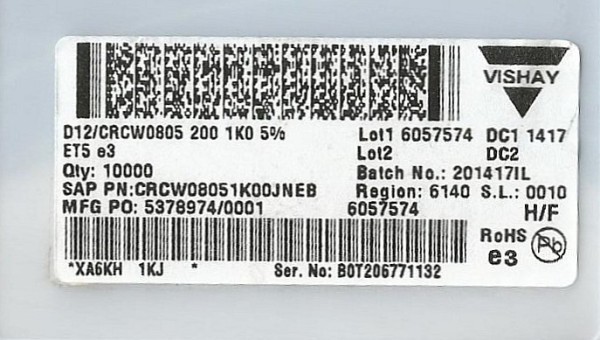 VISHAY
D12/CRCW0805 200 1K0 5% Lot1 6057574 DC1 1417
ET5 e3 Lot2 DC2
Qty: 10000 Batch No.: 201417IL
SAP PN:CRCW08051K00JNEB Region: 6140 S.L.: 0010
MFG PO: 5378974/0001 6057574 H/F
RoHS Pb
e3
*XA6KH 1KJ * Ser. No: B0T206771132